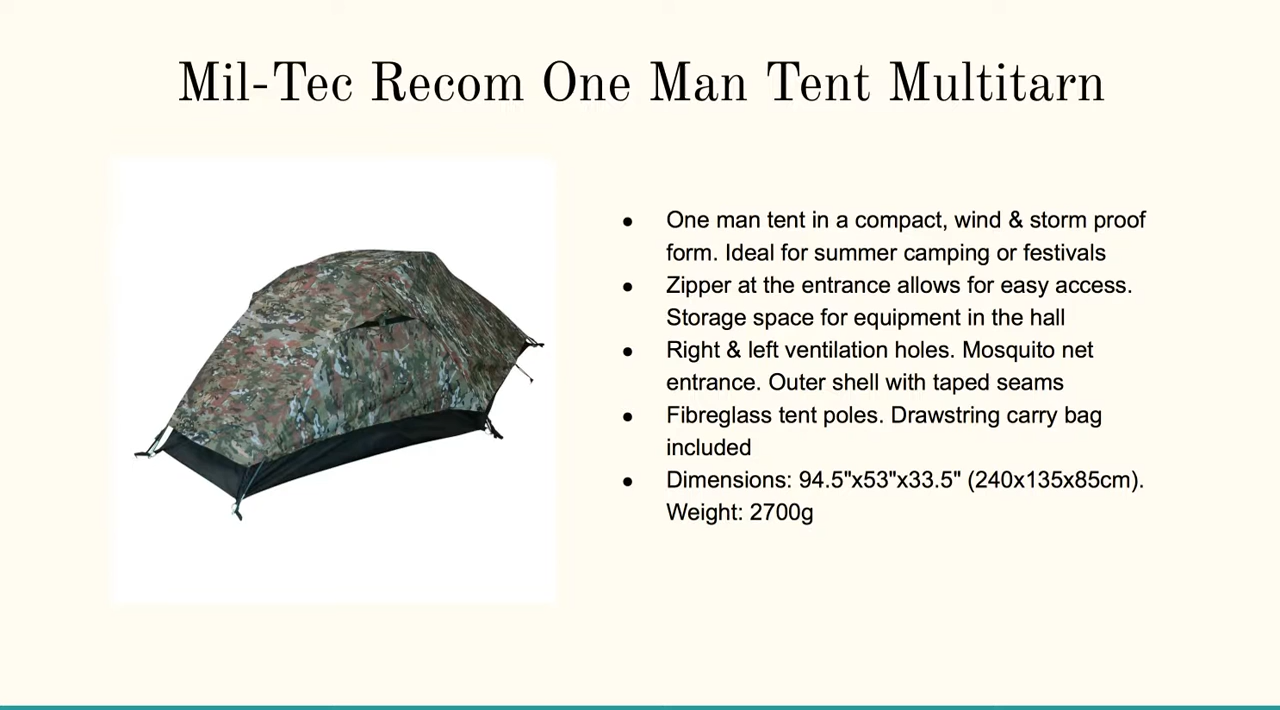 Mil-Tec Recom One Man Tent Multitarn
● One man tent in a compact, wind & storm proof
form. Ideal for summer camping or festivals
● Zipper at the entrance allows for easy access.
Storage space for equipment in the hall
● Right & left ventilation holes. Mosquito net
entrance. Outer shell with taped seams
● Fibreglass tent poles. Drawstring carry bag
included
● Dimensions: 94.5"x53"x33.5" (240x135x85cm).
Weight: 2700g